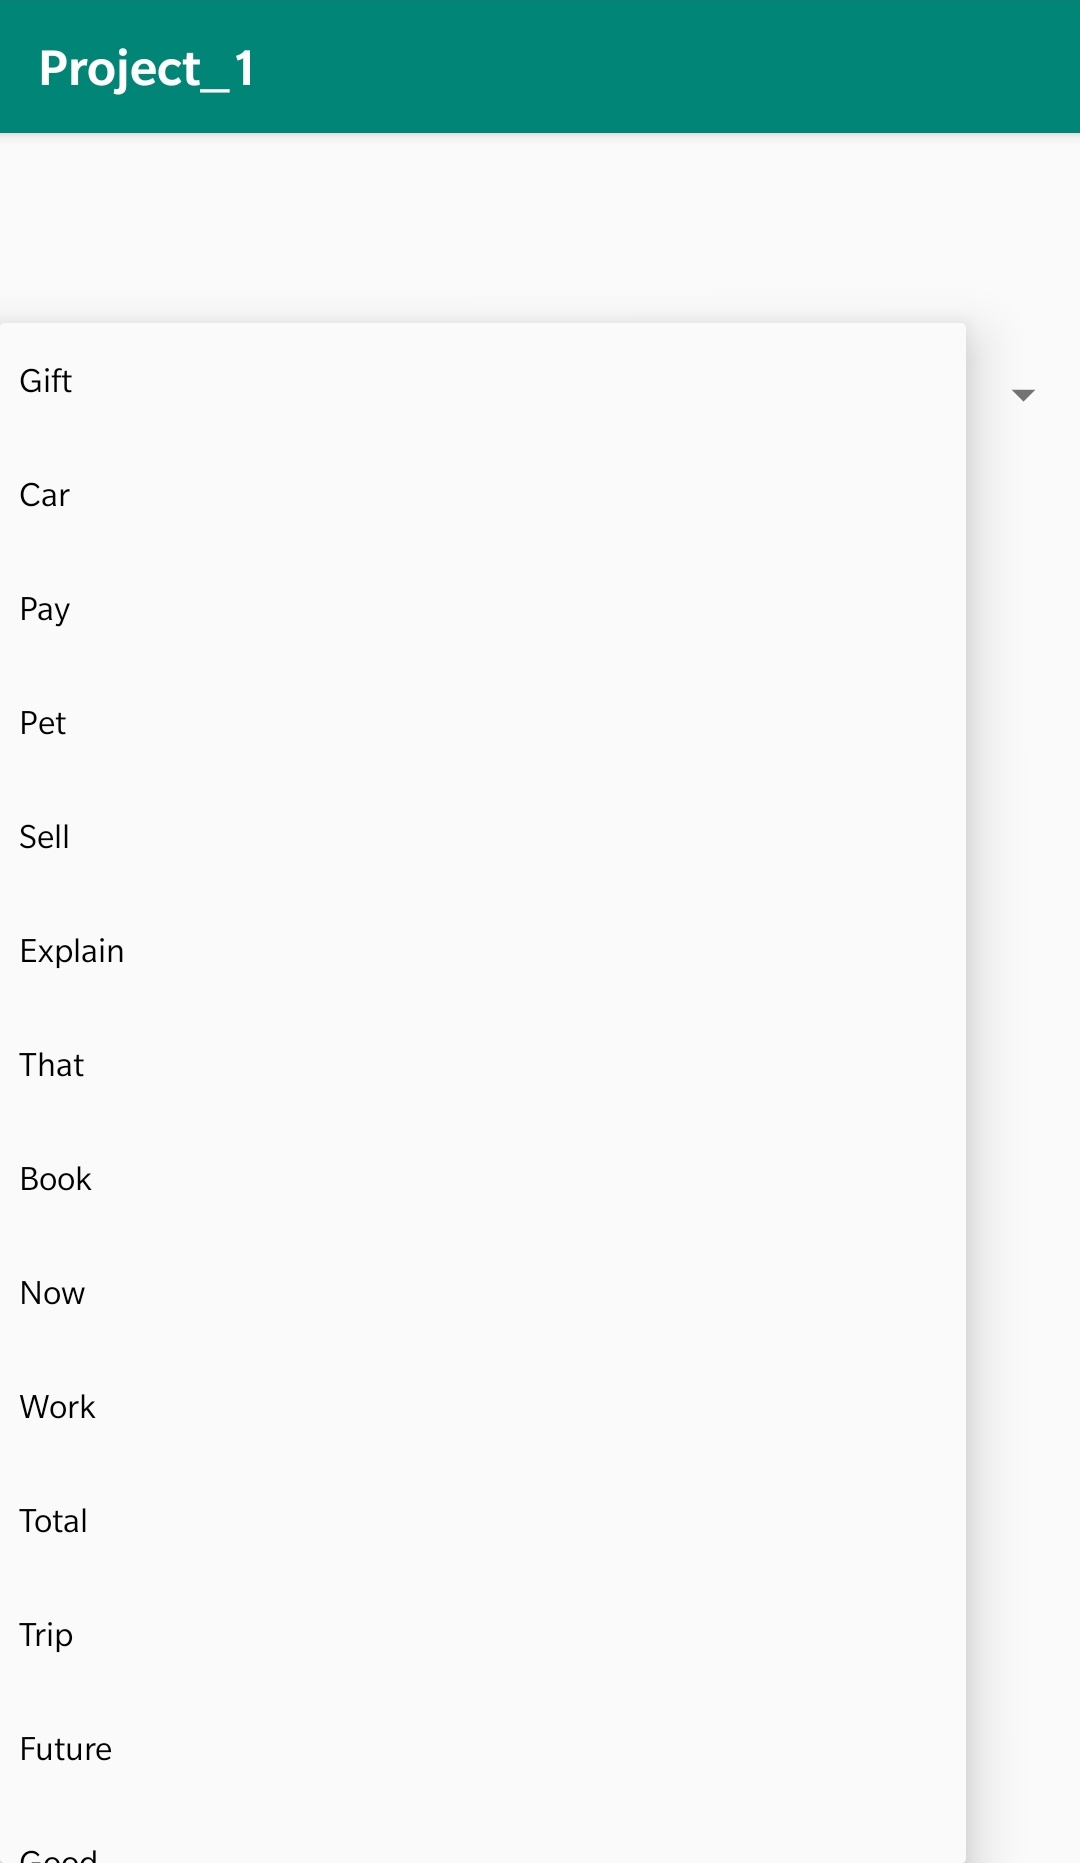 Project_1
Gift
Car
Pay
Pet
Sell
Explain
That
Book
Now
Work
Total
Trip
Future
Good